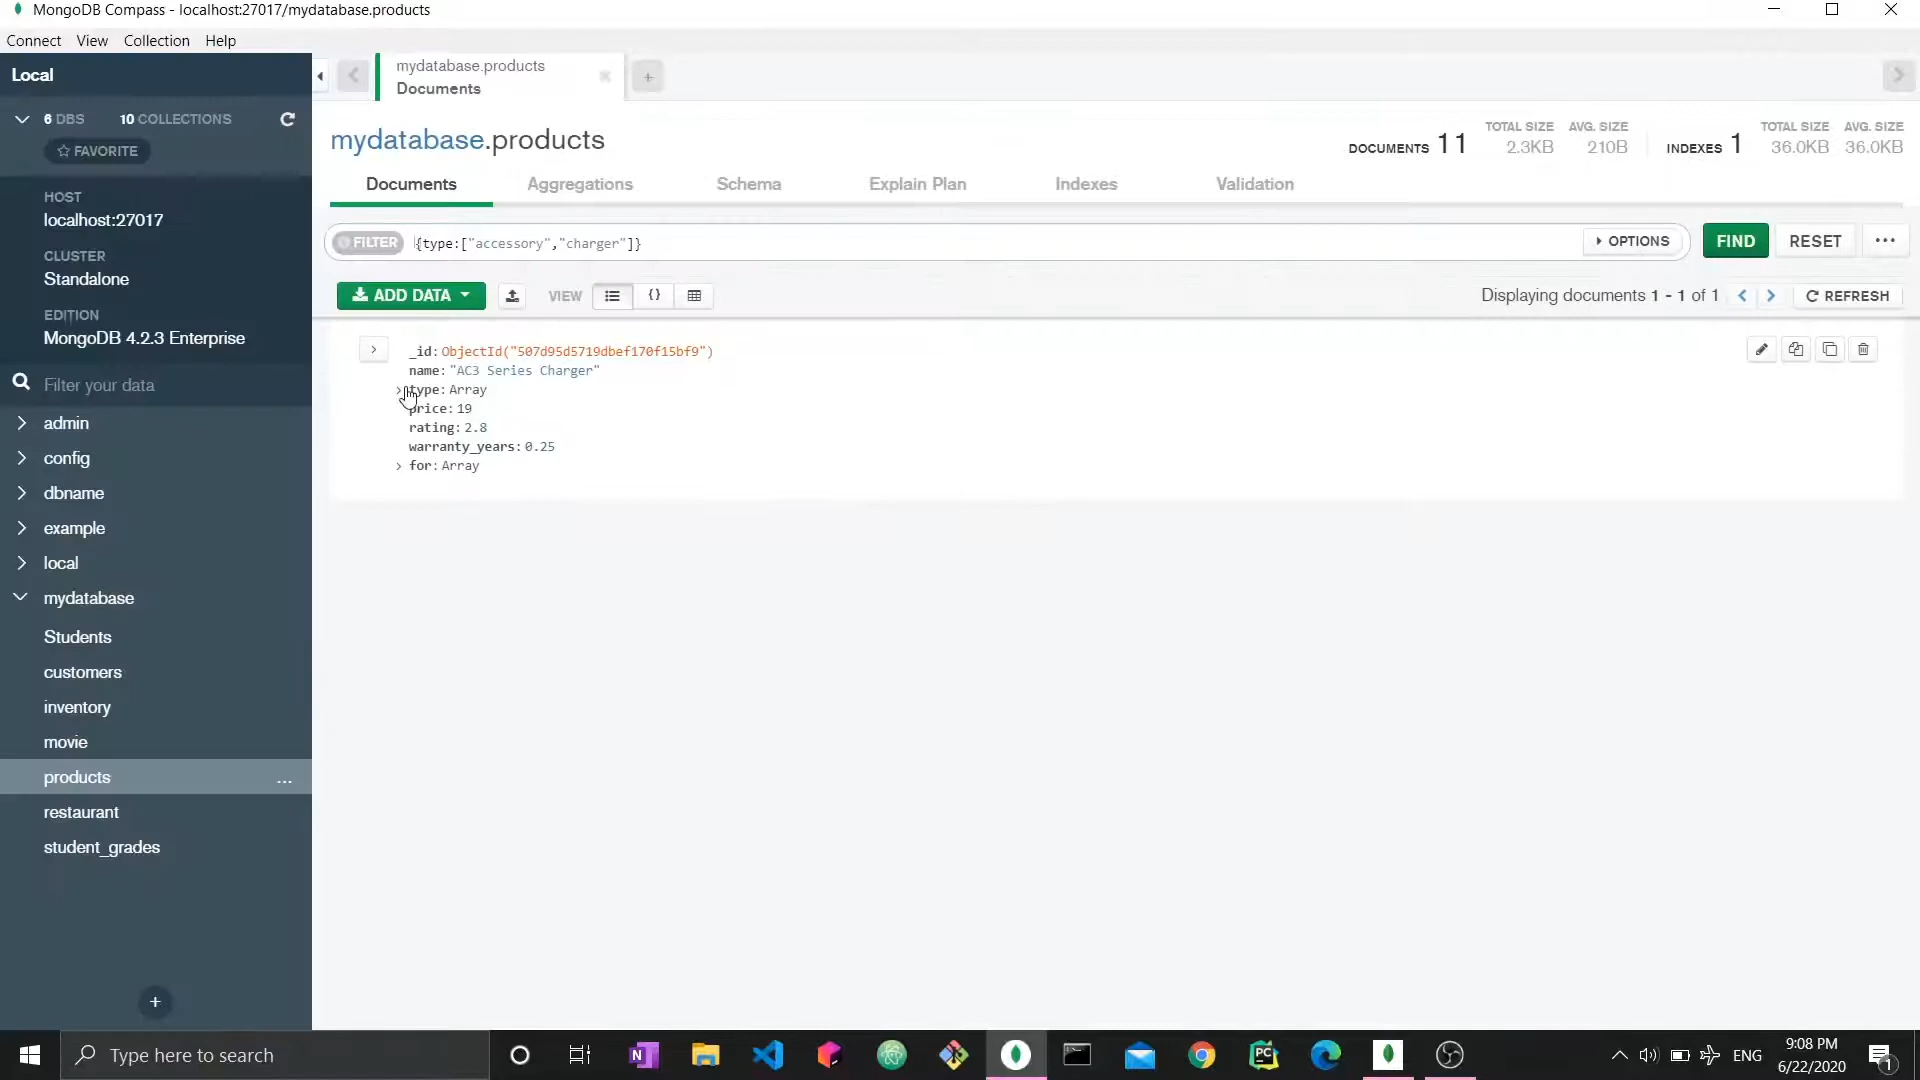 MongoDB Compass - localhost:27017/mydatabase.products
Connect View Collection Help
Local
6 DBS 10 COLLECTIONS
FAVORITE
HOST
localhost:27017
CLUSTER
Standalone
EDITION
MongoDB 4.2.3 Enterprise
Filter your data
admin
config
dbname
example
local
mydatabase
Students
customers
inventory
movie
products ...
restaurant
student_grades
+
mydatabase.products
Documents
+
mydatabase.products
DOCUMENTS 11 TOTAL SIZE 2.3KB AVG. SIZE 210B INDEXES 1 TOTAL SIZE 36.0KB AVG. SIZE 36.0KB
Documents Aggregations Schema Explain Plan Indexes Validation
FILTER {type:["accessory","charger"]} OPTIONS FIND RESET ...
ADD DATA VIEW {} Displaying documents 1 - 1 of 1 REFRESH
_id: ObjectId("507d95d5719dbef170f15bf9")
name: "AC3 Series Charger"
type: Array
price: 19
rating: 2.8
warranty_years: 0.25
for: Array
Type here to search
N
PC
ENG
9:08 PM
6/22/2020
1